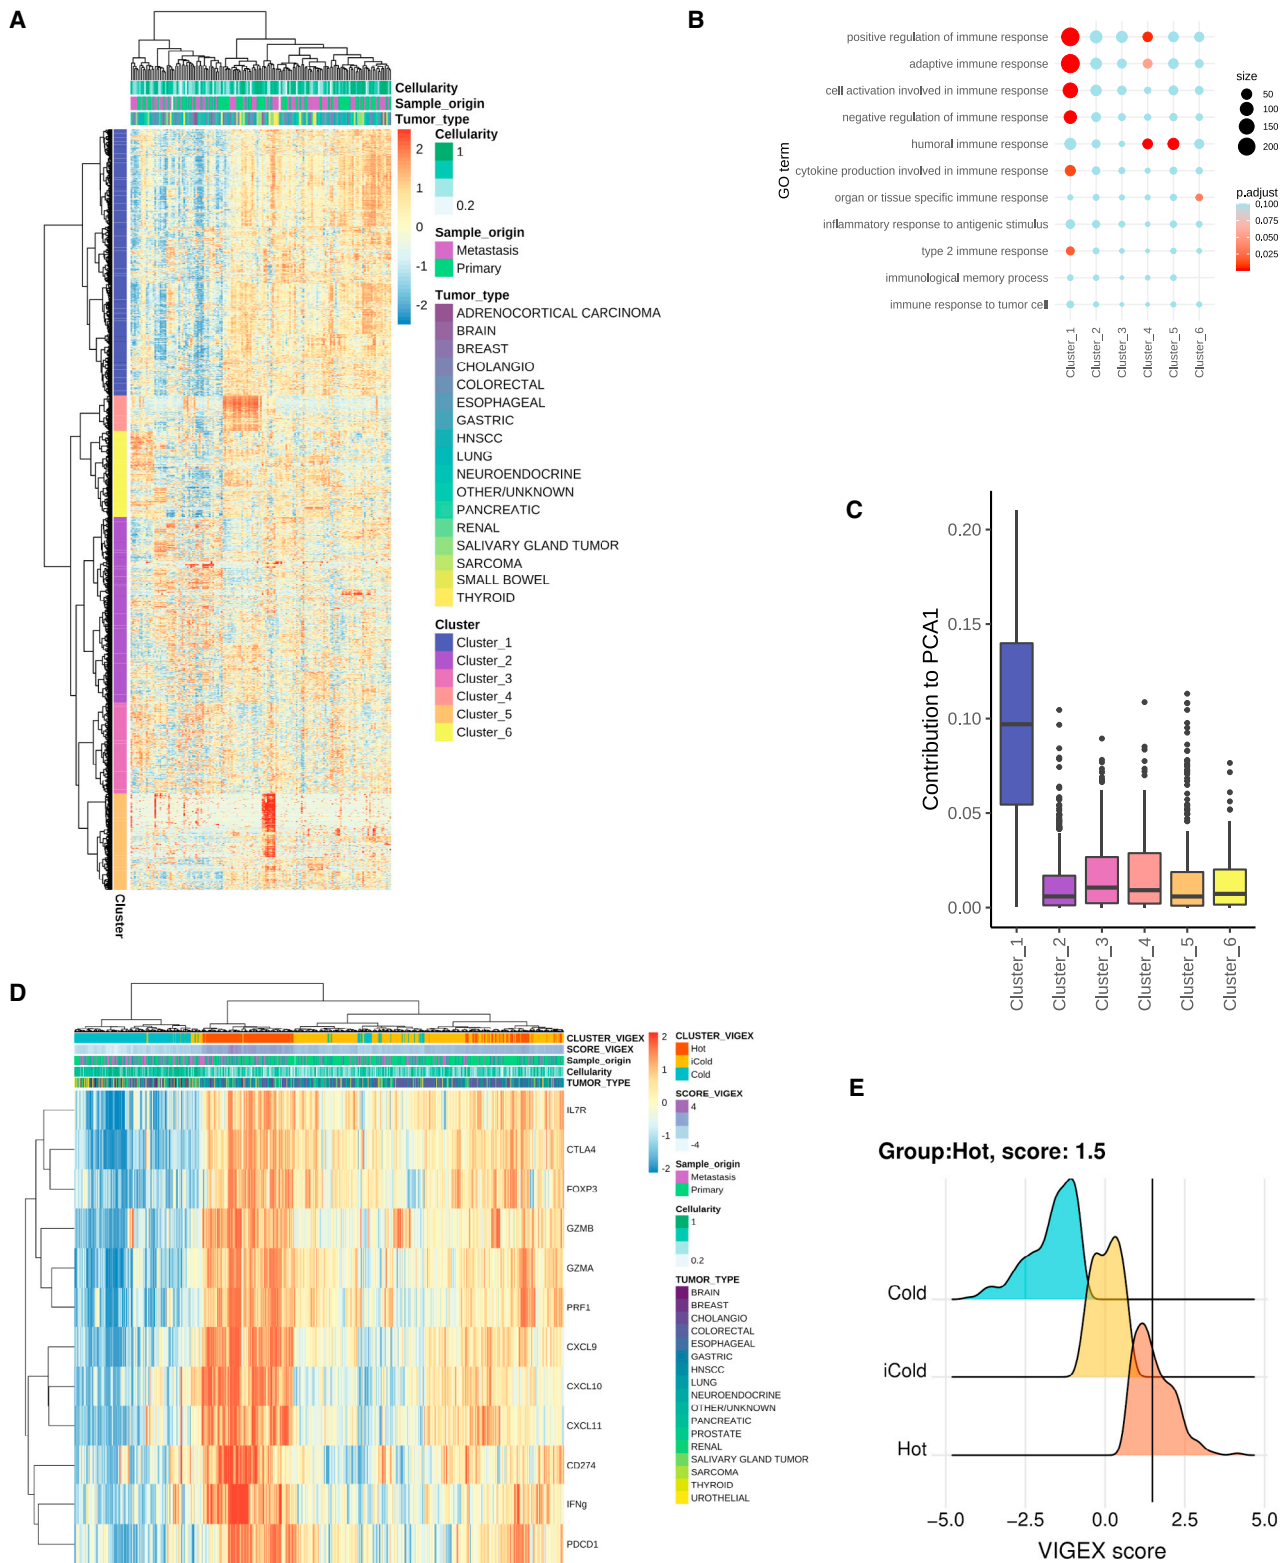 A
Cellularity
Sample_origin
Tumor_type
2
1
0
-1
-2
Cellularity
1
0.2
Sample_origin
Metastasis
Primary
Tumor_type
ADRENOCORTICAL CARCINOMA
BRAIN
BREAST
CHOLANGIO
COLORECTAL
ESOPHAGEAL
GASTRIC
HNSCC
LUNG
NEUROENDOCRINE
OTHER/UNKNOWN
PANCREATIC
RENAL
SALIVARY GLAND TUMOR
SARCOMA
SMALL BOWEL
THYROID
Cluster
Cluster_1
Cluster_2
Cluster_3
Cluster_4
Cluster_5
Cluster_6
Cluster
B
GO term
positive regulation of immune response
adaptive immune response
cell activation involved in immune response
negative regulation of immune response
humoral immune response
cytokine production involved in immune response
organ or tissue specific immune response
inflammatory response to antigenic stimulus
type 2 immune response
immunological memory process
immune response to tumor cell
Cluster_1
Cluster_2
Cluster_3
Cluster_4
Cluster_5
Cluster_6
size
50
100
150
200
p.adjust
0.100
0.075
0.050
0.025
C
Contribution to PCA1
0.20
0.15
0.10
0.05
0.00
Cluster_1
Cluster_2
Cluster_3
Cluster_4
Cluster_5
Cluster_6
D
CLUSTER_VIGEX
SCORE_VIGEX
Sample_origin
Cellularity
TUMOR_TYPE
IL7R
CTLA4
FOXP3
GZMB
GZMA
PRF1
CXCL9
CXCL10
CXCL11
CD274
IFNg
PDCD1
2
1
0
-1
-2
CLUSTER_VIGEX
Hot
iCold
Cold
SCORE_VIGEX
4
-4
Sample_origin
Metastasis
Primary
Cellularity
1
0.2
TUMOR_TYPE
BRAIN
BREAST
CHOLANGIO
COLORECTAL
ESOPHAGEAL
GASTRIC
HNSCC
LUNG
NEUROENDOCRINE
OTHER/UNKNOWN
PANCREATIC
PROSTATE
RENAL
SALIVARY GLAND TUMOR
SARCOMA
THYROID
UROTHELIAL
E
Group:Hot, score: 1.5
Cold
iCold
Hot
−5.0
−2.5
0.0
2.5
5.0
VIGEX score